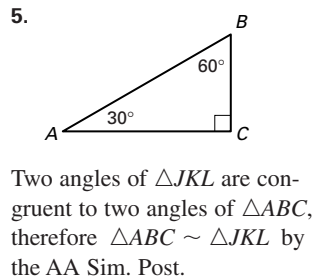 5.
B
60°
30°
A
C
Two angles of △JKL are con-
gruent to two angles of △ABC,
therefore △ABC ~ △JKL by
the AA Sim. Post.